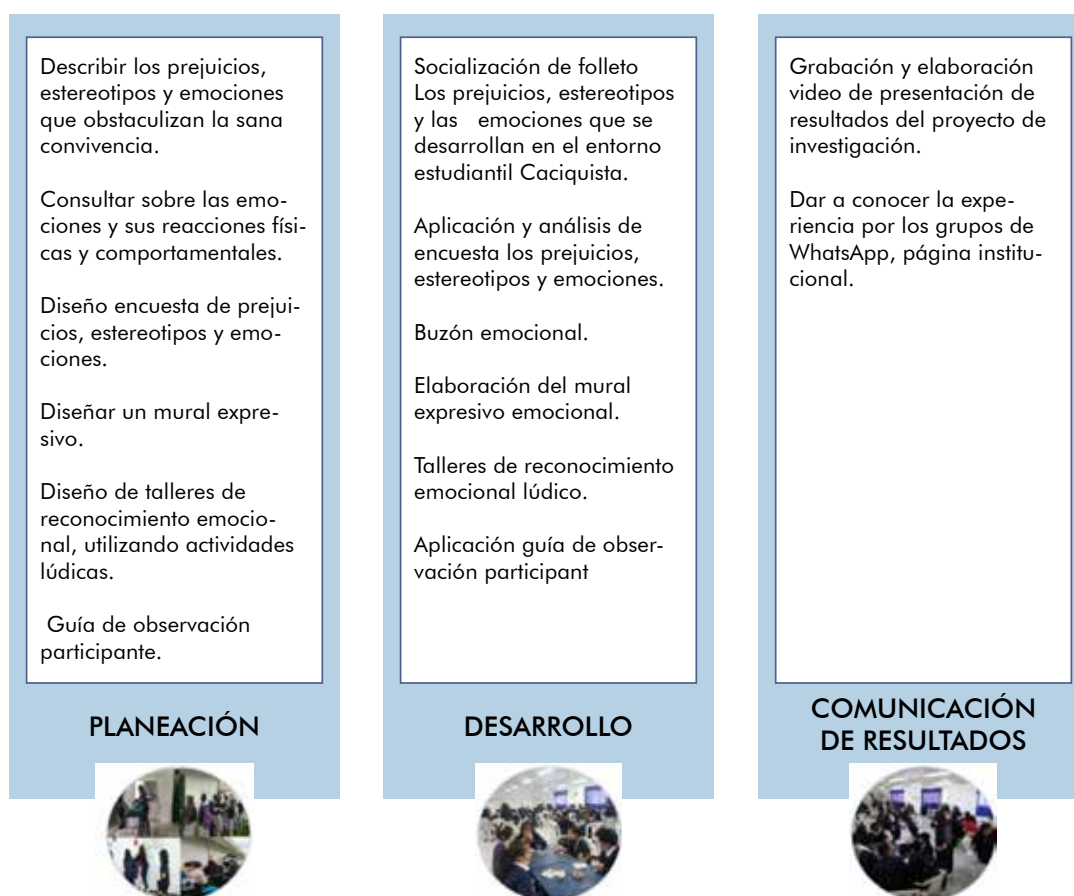 Describir los prejuicios,
estereotipos y emociones
que obstaculizan la sana
convivencia.
Consultar sobre las emo-
ciones y sus reacciones físi-
cas y comportamentales.
Diseño encuesta de prejui-
cios, estereotipos y emo-
ciones.
Diseñar un mural expre-
sivo.
Diseño de talleres de
reconocimiento emocio-
nal, utilizando actividades
lúdicas.
Guía de observación
participante.
PLANEACIÓN
Socialización de folleto
Los prejuicios, estereotipos
y las emociones que se
desarrollan en el entorno
estudiantil Caciquista.
Aplicación y análisis de
encuesta los prejuicios,
estereotipos y emociones.
Buzón emocional.
Elaboración del mural
expresivo emocional.
Talleres de reconocimiento
emocional lúdico.
Aplicación guía de obser-
vación participant
DESARROLLO
Grabación y elaboración
video de presentación de
resultados del proyecto de
investigación.
Dar a conocer la expe-
riencia por los grupos de
WhatsApp, página institu-
cional.
COMUNICACIÓN
DE RESULTADOS